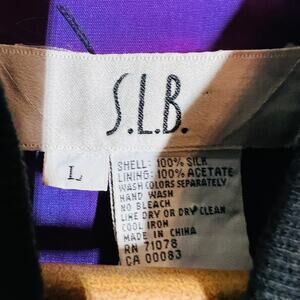 S.L.B.
L
SHELL: 100% SILK
LINING: 100% ACETATE
WASH COLORS SEPARATELY
HAND WASH
NO BLEACH
LINE DRY OR DRY CLEAN
COOL IRON
MADE IN CHINA
RN 71078
CA 00083